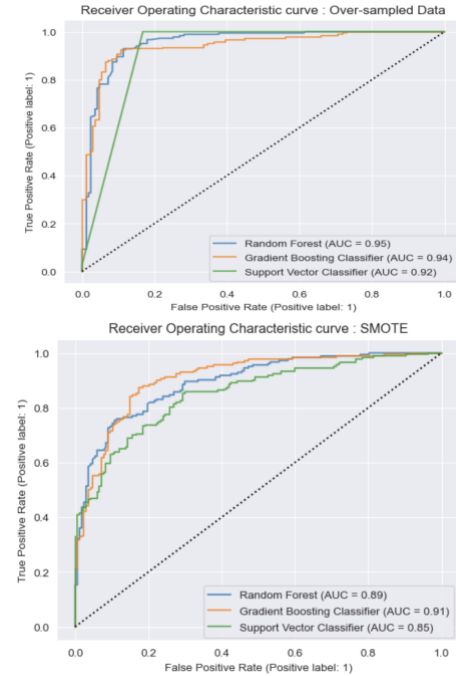 Receiver Operating Characteristic curve : Over-sampled Data
1.0
0.8
0.6
0.4
0.2
0.0
True Positive Rate (Positive label: 1)
Random Forest (AUC = 0.95)
Gradient Boosting Classifier (AUC = 0.94)
Support Vector Classifier (AUC = 0.92)
0.0 0.2 0.4 0.6 0.8 1.0
False Positive Rate (Positive label: 1)
Receiver Operating Characteristic curve : SMOTE
1.0
0.8
0.6
0.4
0.2
0.0
True Positive Rate (Positive label: 1)
Random Forest (AUC = 0.89)
Gradient Boosting Classifier (AUC = 0.91)
Support Vector Classifier (AUC = 0.85)
0.0 0.2 0.4 0.6 0.8 1.0
False Positive Rate (Positive label: 1)